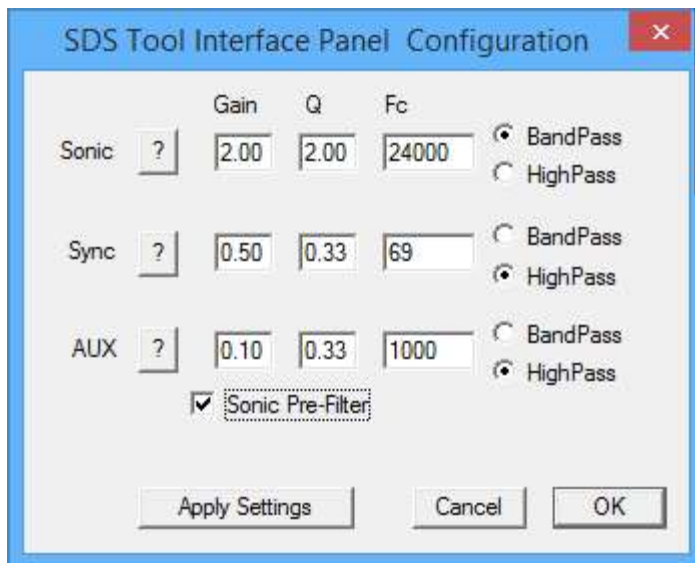 SDS Tool Interface Panel Configuration
Gain Q Fc
Sonic ? 2.00 2.00 24000 BandPass
HighPass
Sync ? 0.50 0.33 69 BandPass
HighPass
AUX ? 0.10 0.33 1000 BandPass
HighPass
Sonic Pre-Filter
Apply Settings Cancel OK